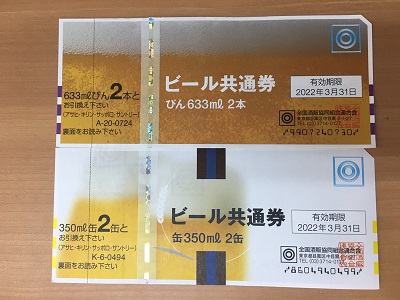 633mlびん2本と
お引換え下さい
(アサヒ・キリン・サッポロ・サントリー)
A-20-0724
裏面をお読み下さい
ビール共通券
びん633ml 2本
有効期限
2022年3月31日
全国酒販協同組合連合会
*9907240730*
350ml缶2缶と
お引換え下さい
(アサヒ・キリン・サッポロ・サントリー)
K-6-0494
裏面をお読み下さい
ビール共通券
缶350ml 2缶
有効期限
2022年3月31日
全国酒販協同組合連合会
*8604940499*